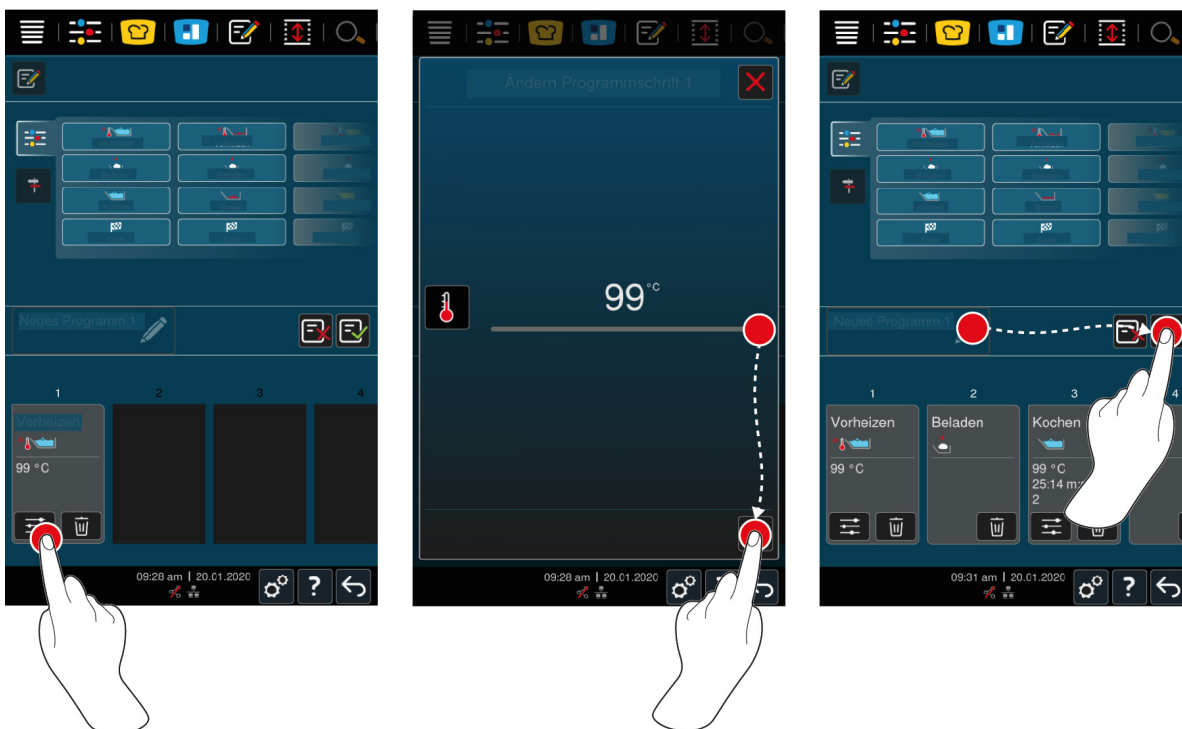 Neues Programm 1
1 2 3 4
Vorheizen
99 °C
09:28 am | 20.01.2020
?
Ändern Programmschritt 1
99 °C
09:28 am | 20.01.2020
Neues Programm 1
1 2 3 4
Vorheizen Beladen Kochen
99 °C 99 °C
25:14
2
09:31 am | 20.01.2020
?